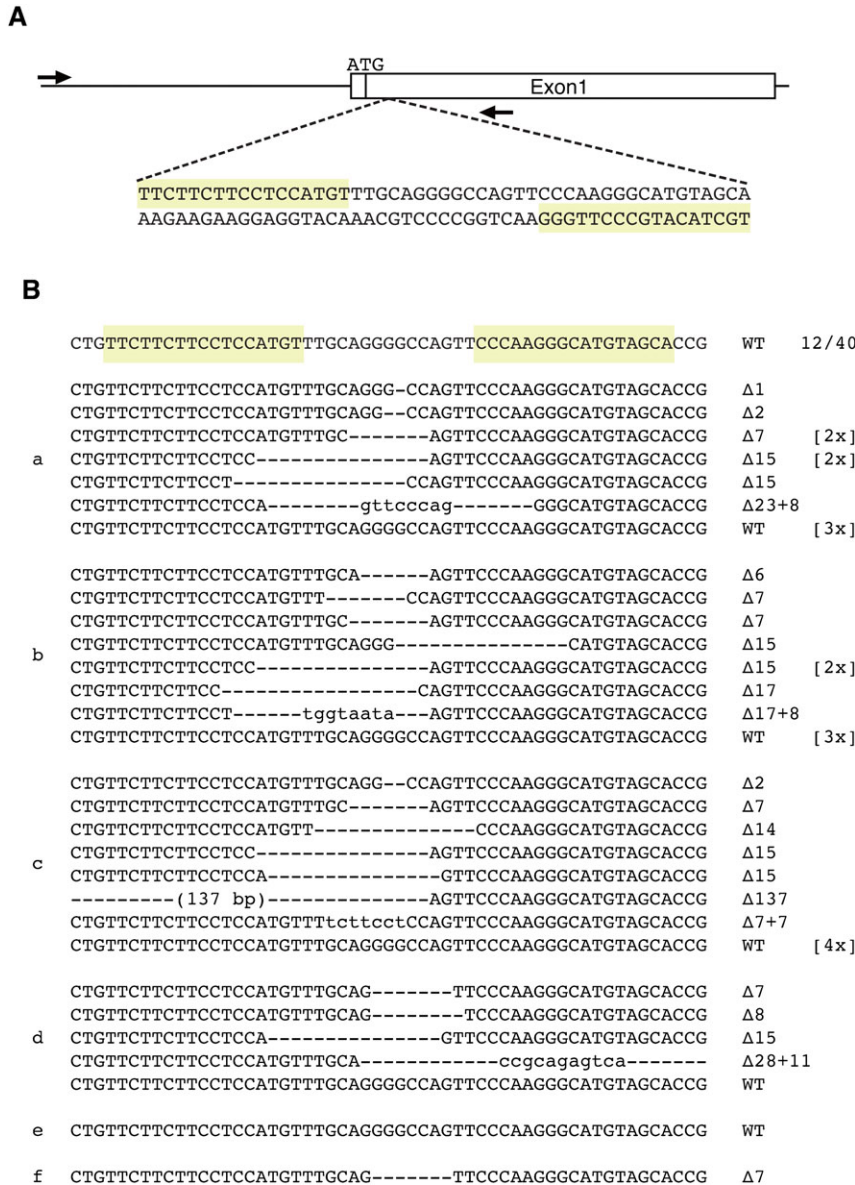 A
ATG
Exon1
TTCTTCTTCCTCCATGTTTGCAGGGGCCAGTTCCCAAGGGCATGTAGCA
AAGAAGAAGGAGGTACAAACGTCCCCGGTCAAGGGTTCCCGTACATCGT
B
CTGTTCTTCTTCCTCCATGTTTGCAGGGGCCAGTTCCCAAGGGCATGTAGCACCG WT 12/40
CTGTTCTTCTTCCTCCATGTTTGCAGGG-CCAGTTCCCAAGGGCATGTAGCACCG Δ1
CTGTTCTTCTTCCTCCATGTTTGCAGG--CCAGTTCCCAAGGGCATGTAGCACCG Δ2
CTGTTCTTCTTCCTCCATGTTTGC-------AGTTCCCAAGGGCATGTAGCACCG Δ7 [2x]
a CTGTTCTTCTTCCTCC---------------AGTTCCCAAGGGCATGTAGCACCG Δ15 [2x]
CTGTTCTTCTTCCT---------------CCAGTTCCCAAGGGCATGTAGCACCG Δ15
CTGTTCTTCTTCCTCCA--------gttcccag-------GGGCATGTAGCACCG Δ23+8
CTGTTCTTCTTCCTCCATGTTTGCAGGGGCCAGTTCCCAAGGGCATGTAGCACCG WT [3x]
CTGTTCTTCTTCCTCCATGTTTGCA------AGTTCCCAAGGGCATGTAGCACCG Δ6
CTGTTCTTCTTCCTCCATGTTT-------CCAGTTCCCAAGGGCATGTAGCACCG Δ7
CTGTTCTTCTTCCTCCATGTTTGC-------AGTTCCCAAGGGCATGTAGCACCG Δ7
CTGTTCTTCTTCCTCCATGTTTGCAGGG---------------CATGTAGCACCG Δ15
b CTGTTCTTCTTCCTCC---------------AGTTCCCAAGGGCATGTAGCACCG Δ15 [2x]
CTGTTCTTCTTCC-----------------CAGTTCCCAAGGGCATGTAGCACCG Δ17
CTGTTCTTCTTCCT------tggtaata---AGTTCCCAAGGGCATGTAGCACCG Δ17+8
CTGTTCTTCTTCCTCCATGTTTGCAGGGGCCAGTTCCCAAGGGCATGTAGCACCG WT [3x]
CTGTTCTTCTTCCTCCATGTTTGCAGG--CCAGTTCCCAAGGGCATGTAGCACCG Δ2
CTGTTCTTCTTCCTCCATGTTTGC-------AGTTCCCAAGGGCATGTAGCACCG Δ7
CTGTTCTTCTTCCTCCATGTT--------------CCCAAGGGCATGTAGCACCG Δ14
CTGTTCTTCTTCCTCC---------------AGTTCCCAAGGGCATGTAGCACCG Δ15
c CTGTTCTTCTTCCTCCA---------------GTTCCCAAGGGCATGTAGCACCG Δ15
---------(137 bp)--------------AGTTCCCAAGGGCATGTAGCACCG Δ137
CTGTTCTTCTTCCTCCATGTTTtcttcctCCAGTTCCCAAGGGCATGTAGCACCG Δ7+7
CTGTTCTTCTTCCTCCATGTTTGCAGGGGCCAGTTCCCAAGGGCATGTAGCACCG WT [4x]
CTGTTCTTCTTCCTCCATGTTTGCAG-------TTCCCAAGGGCATGTAGCACCG Δ7
CTGTTCTTCTTCCTCCATGTTTGCAG--------TCCCAAGGGCATGTAGCACCG Δ8
d CTGTTCTTCTTCCTCCA---------------GTTCCCAAGGGCATGTAGCACCG Δ15
CTGTTCTTCTTCCTCCATGTTTGCA------------ccgcagagtca------- Δ28+11
CTGTTCTTCTTCCTCCATGTTTGCAGGGGCCAGTTCCCAAGGGCATGTAGCACCG WT
e CTGTTCTTCTTCCTCCATGTTTGCAGGGGCCAGTTCCCAAGGGCATGTAGCACCG WT
f CTGTTCTTCTTCCTCCATGTTTGCAG-------TTCCCAAGGGCATGTAGCACCG Δ7